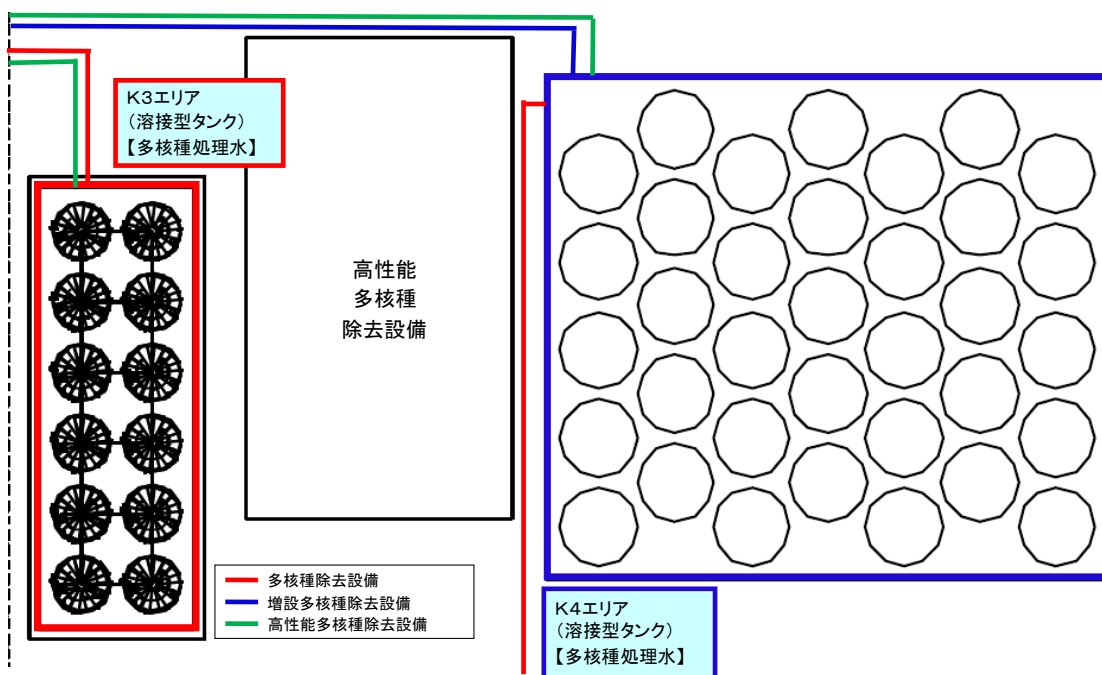 K3エリア
(溶接型タンク)
【多核種処理水】
高性能
多核種
除去設備
多核種除去設備
増設多核種除去設備
高性能多核種除去設備
K4エリア
(溶接型タンク)
【多核種処理水】